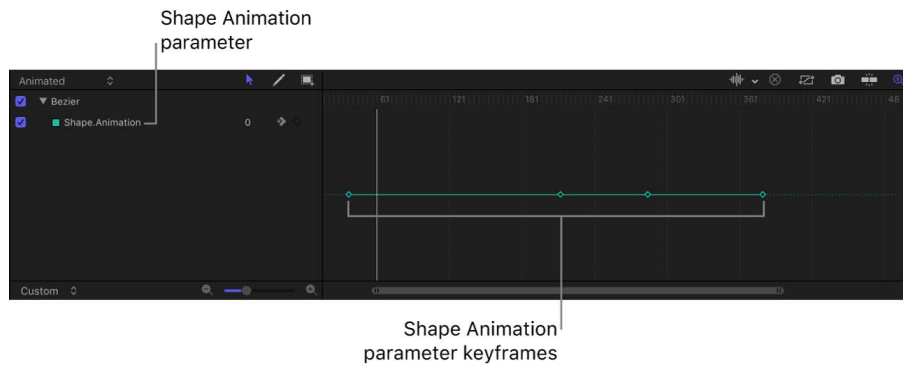 Shape Animation
parameter
Animated
61 121 181 241 301 361 421 48
Bezier
Shape.Animation 0
Custom
Shape Animation
parameter keyframes